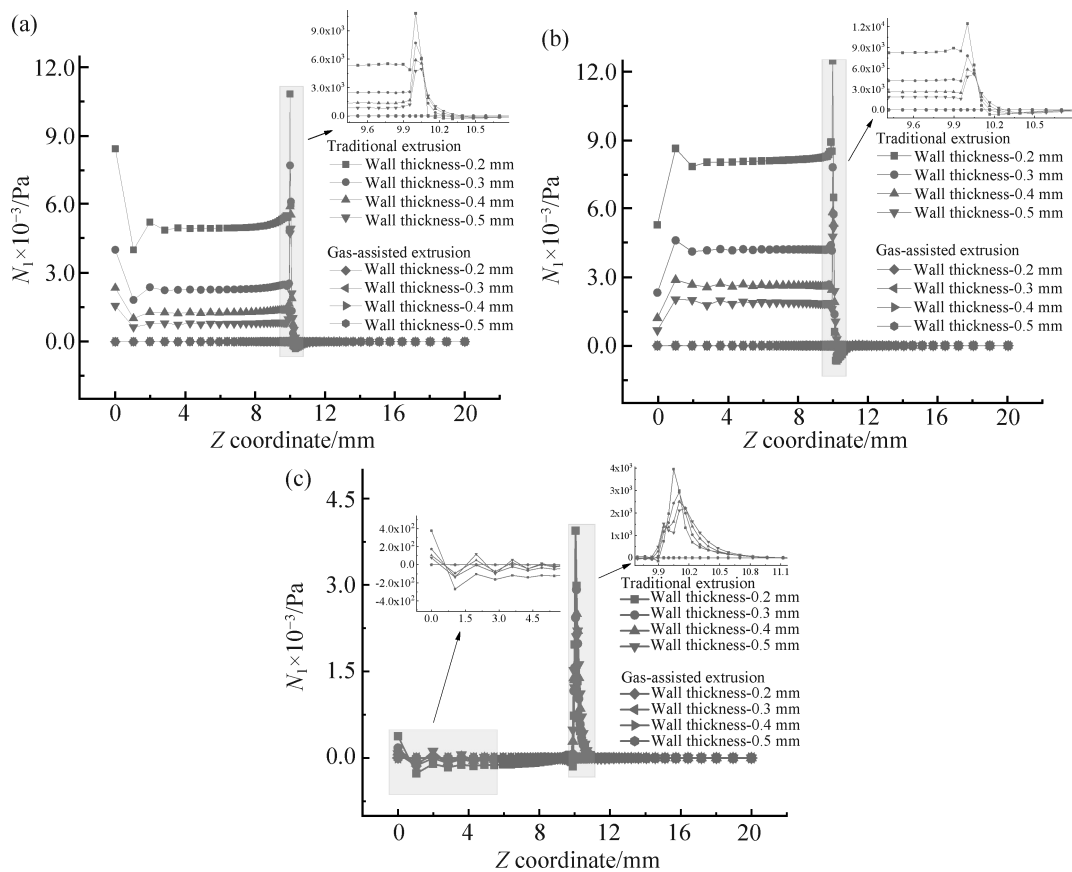 (a)
N₁×10⁻³/Pa
12.0
9.0
6.0
3.0
0.0
0 4 8 12 16 20
Z coordinate/mm
9.0x10³
6.0x10³
3.0x10³
0.0
9.6 9.9 10.2 10.5
Traditional extrusion
Wall thickness-0.2 mm
Wall thickness-0.3 mm
Wall thickness-0.4 mm
Wall thickness-0.5 mm
Gas-assisted extrusion
Wall thickness-0.2 mm
Wall thickness-0.3 mm
Wall thickness-0.4 mm
Wall thickness-0.5 mm
(b)
N₁×10⁻³/Pa
12.0
9.0
6.0
3.0
0.0
0 4 8 12 16 20
Z coordinate/mm
1.2x10⁴
9.0x10³
6.0x10³
3.0x10³
0.0
9.6 9.9 10.2 10.5
Traditional extrusion
Wall thickness-0.2 mm
Wall thickness-0.3 mm
Wall thickness-0.4 mm
Wall thickness-0.5 mm
Gas-assisted extrusion
Wall thickness-0.2 mm
Wall thickness-0.3 mm
Wall thickness-0.4 mm
Wall thickness-0.5 mm
(c)
N₁×10⁻³/Pa
4.5
3.0
1.5
0.0
0 4 8 12 16 20
Z coordinate/mm
4.0x10²
2.0x10²
0.0
-2.0x10²
-4.0x10²
0.0 1.5 3.0 4.5
4x10³
3x10³
2x10³
1x10³
0
9.9 10.2 10.5 10.8 11.1
Traditional extrusion
Wall thickness-0.2 mm
Wall thickness-0.3 mm
Wall thickness-0.4 mm
Wall thickness-0.5 mm
Gas-assisted extrusion
Wall thickness-0.2 mm
Wall thickness-0.3 mm
Wall thickness-0.4 mm
Wall thickness-0.5 mm